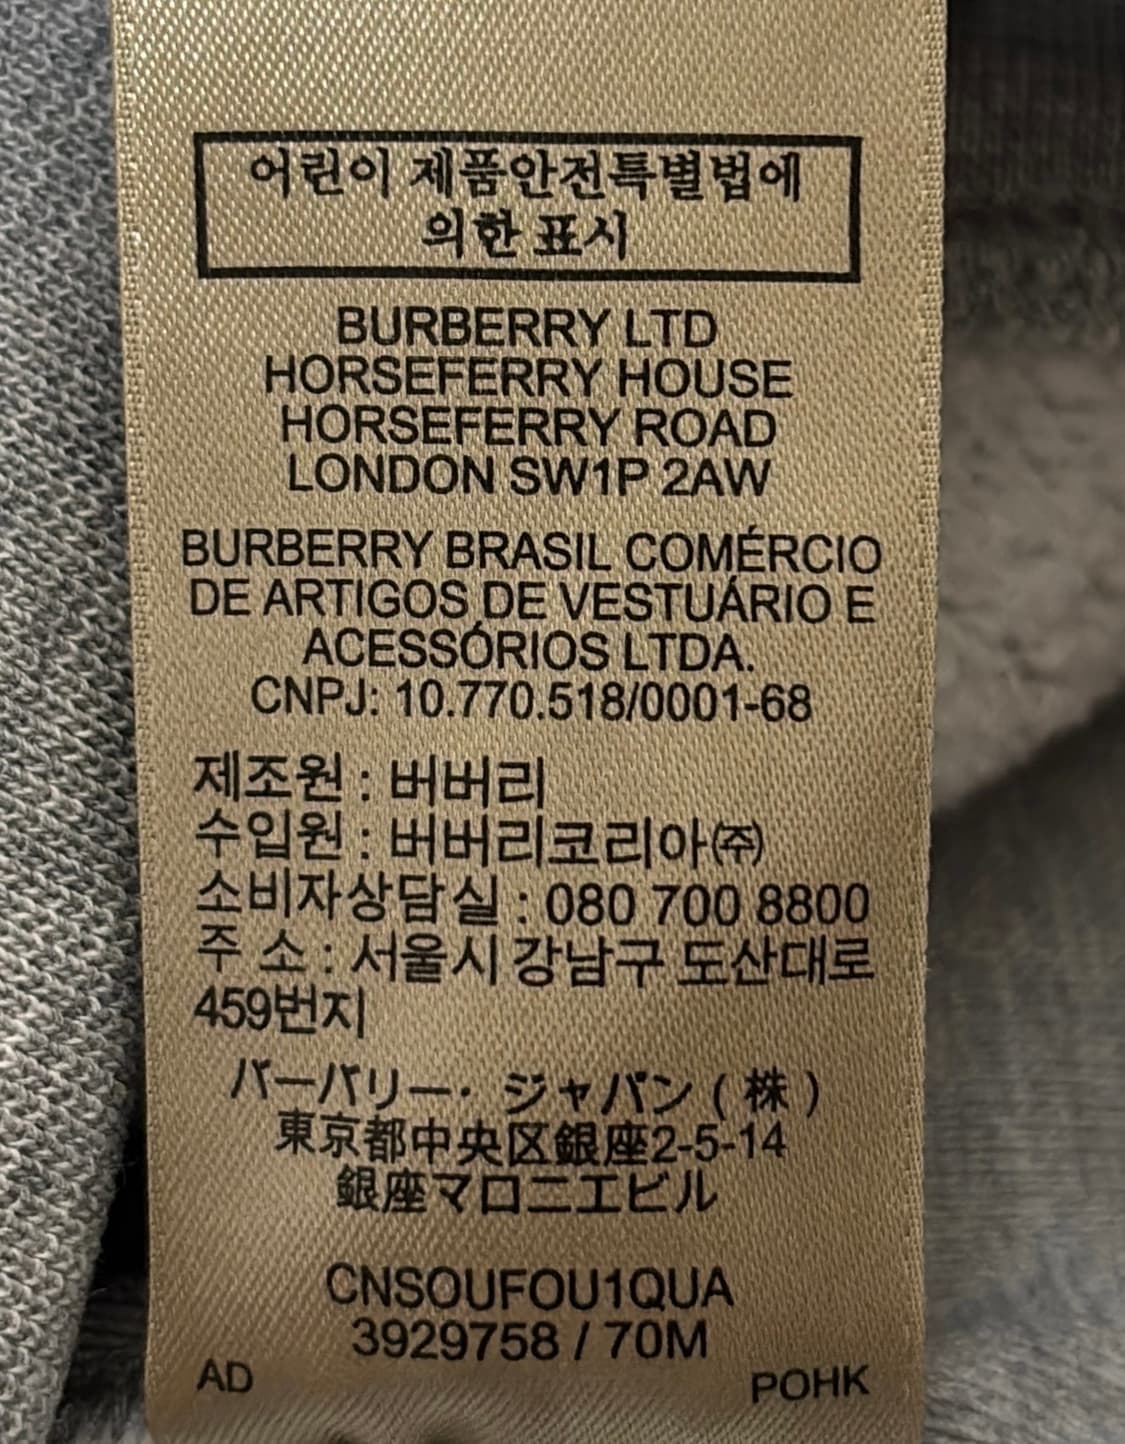 어린이 제품안전특별법에
의한 표시
BURBERRY LTD
HORSEFERRY HOUSE
HORSEFERRY ROAD
LONDON SW1P 2AW
BURBERRY BRASIL COMÉRCIO
DE ARTIGOS DE VESTUÁRIO E
ACESSÓRIOS LTDA.
CNPJ: 10.770.518/0001-68
제조원 : 버버리
수입원 : 버버리코리아㈜
소비자상담실 : 080 700 8800
주 소 : 서울시 강남구 도산대로
459번지
バーバリー・ジャパン ( 株 )
東京都中央区銀座2-5-14
銀座マロニエビル
CNSOUFOU1QUA
3929758 / 70M
AD
POHK